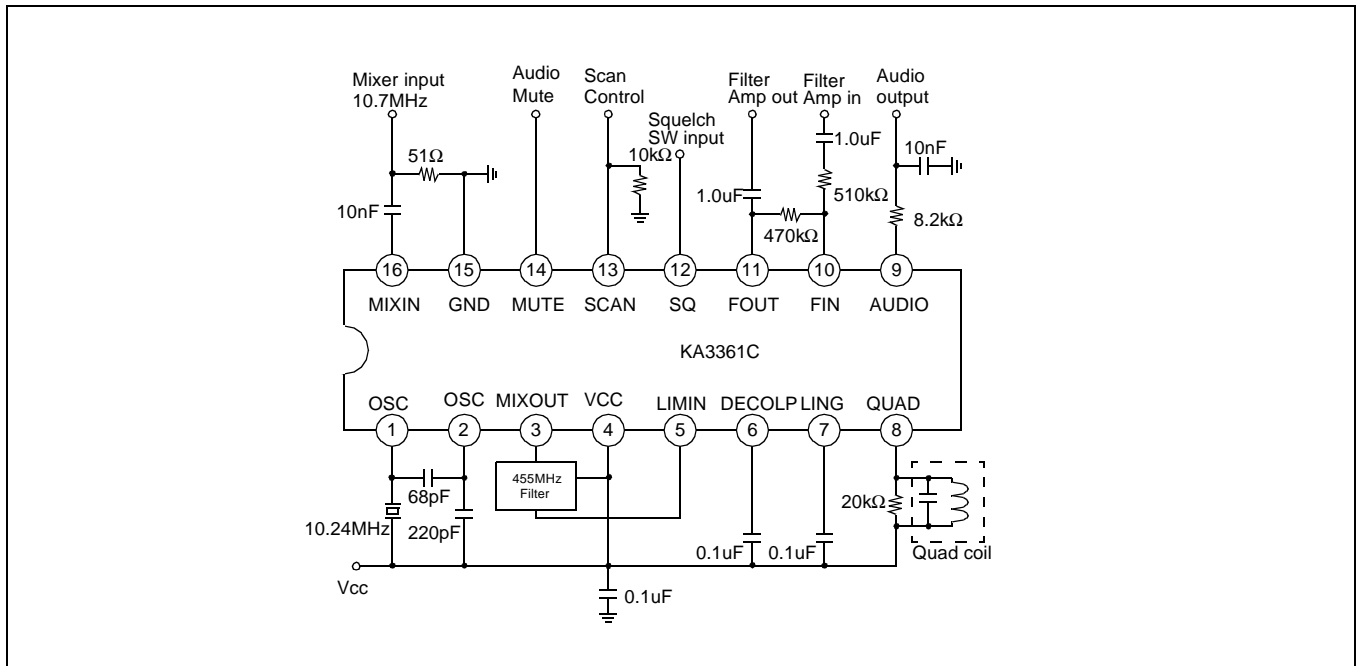 Mixer input
10.7MHz
Audio
Mute
Scan
Control
Squelch
SW input
Filter
Amp out
Filter
Amp in
Audio
output
51Ω
10kΩ
1.0uF
10nF
10nF
1.0uF
510kΩ
470kΩ
8.2kΩ
16
15
14
13
12
11
10
9
MIXIN
GND
MUTE
SCAN
SQ
FOUT
FIN
AUDIO
KA3361C
OSC
OSC
MIXOUT
VCC
LIMIN
DECOLP
LING
QUAD
1
2
3
4
5
6
7
8
68pF
455MHz
Filter
20kΩ
10.24MHz
220pF
0.1uF
0.1uF
Quad coil
Vcc
0.1uF